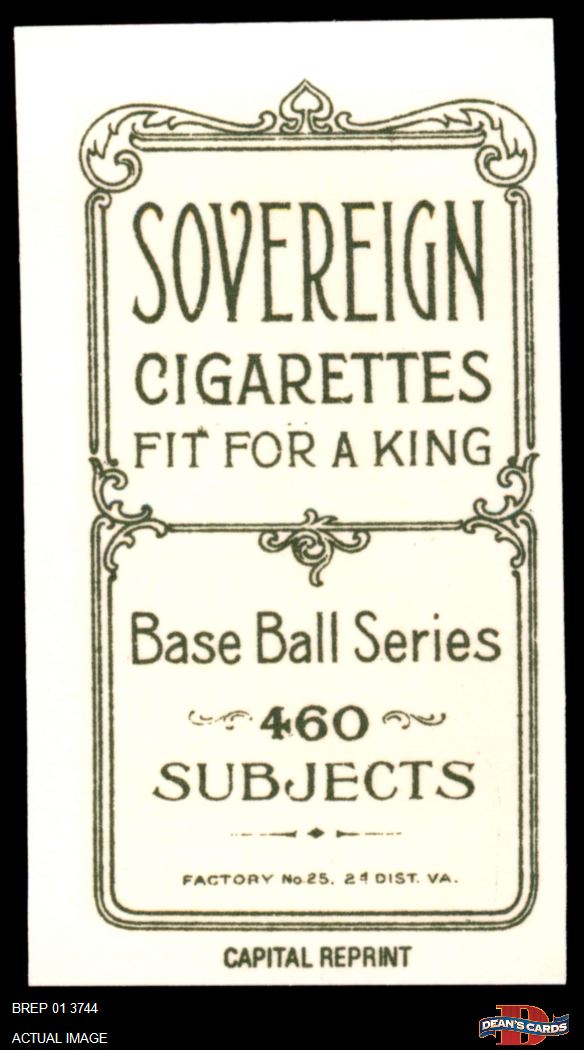 SOVEREIGN
CIGARETTES
FIT FOR A KING
Base Ball Series
460
SUBJECTS
FACTORY No. 25. 2d DIST. VA.
CAPITAL REPRINT
BREP 01 3744
ACTUAL IMAGE
D
DEAN'S CARDS